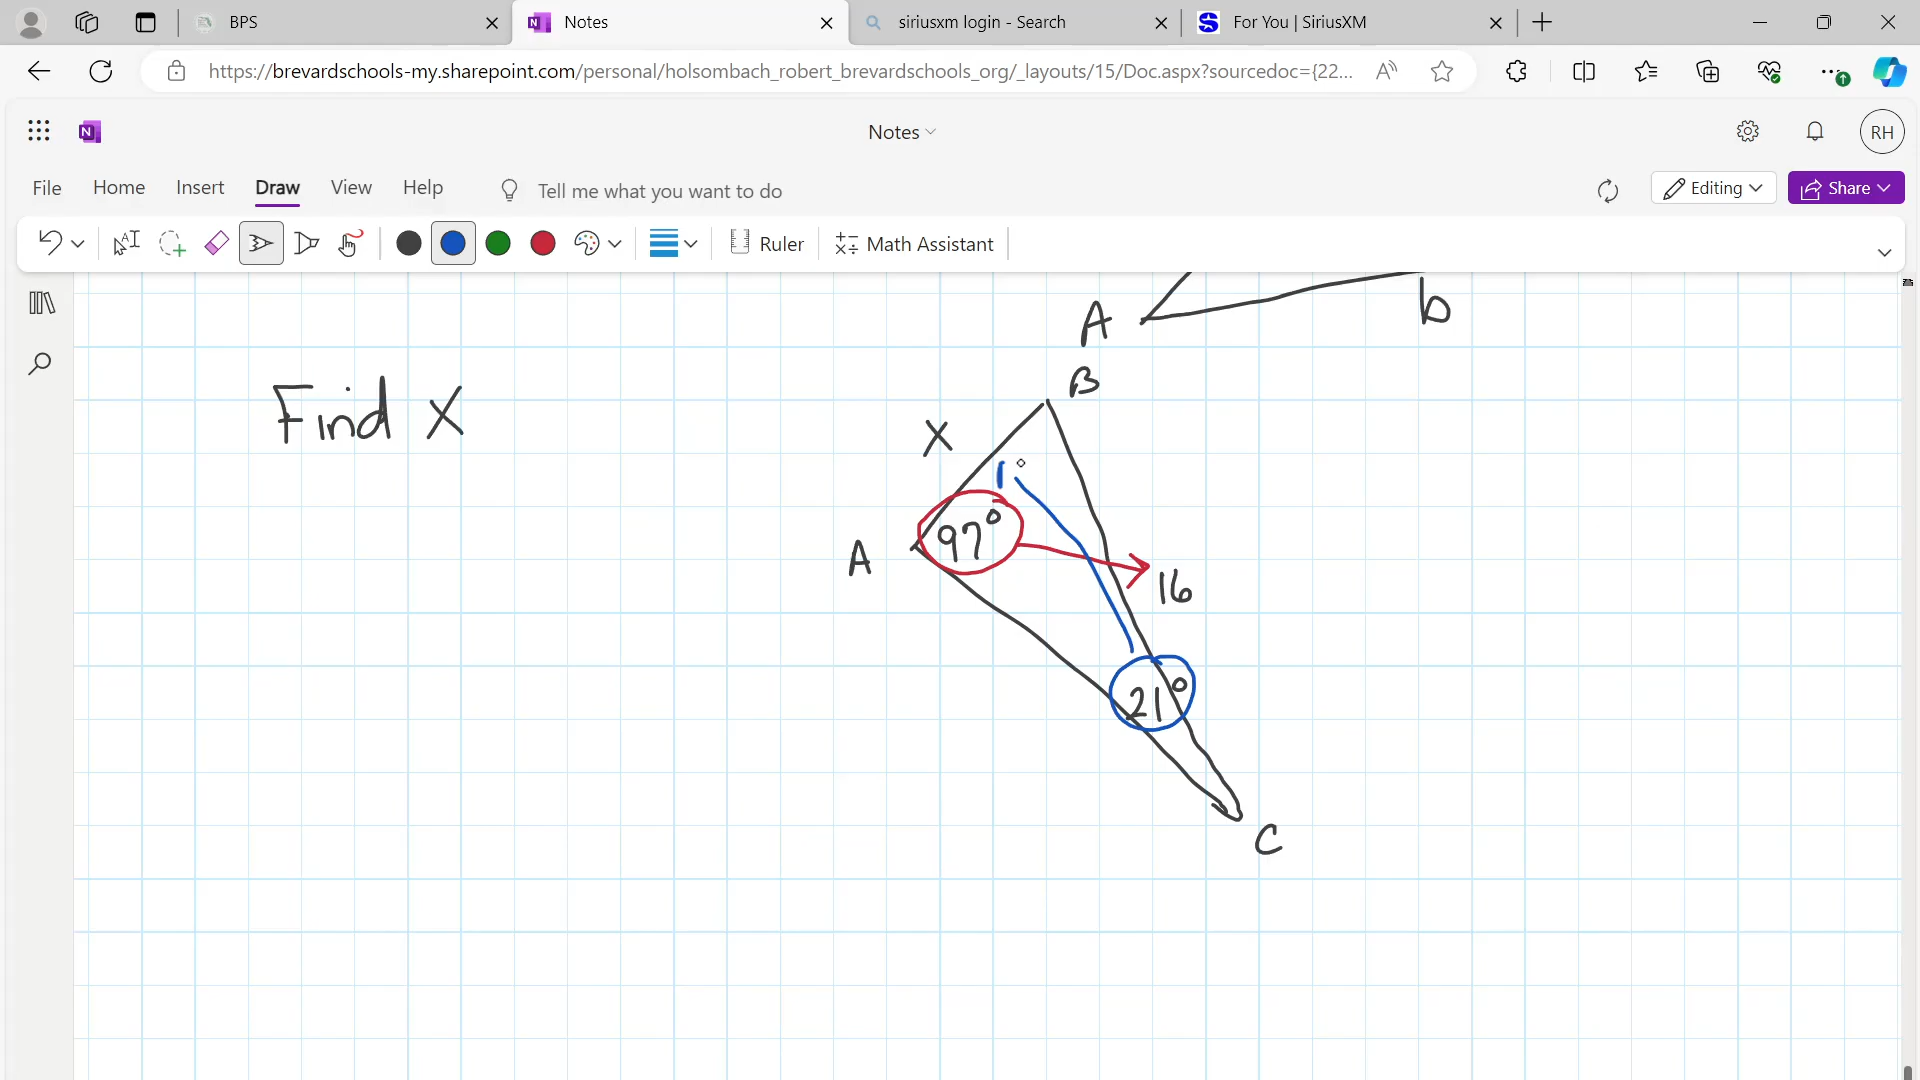 BPS
Notes
siriusxm login - Search
For You | SiriusXM
https://brevardschools-my.sharepoint.com/personal/holsombach_robert_brevardschools_org/_layouts/15/Doc.aspx?sourcedoc={22...
Notes
RH
File Home Insert Draw View Help Tell me what you want to do
Editing
Share
Ruler
Math Assistant
A
b
B
Find X
X
97°
A
16
21°
C